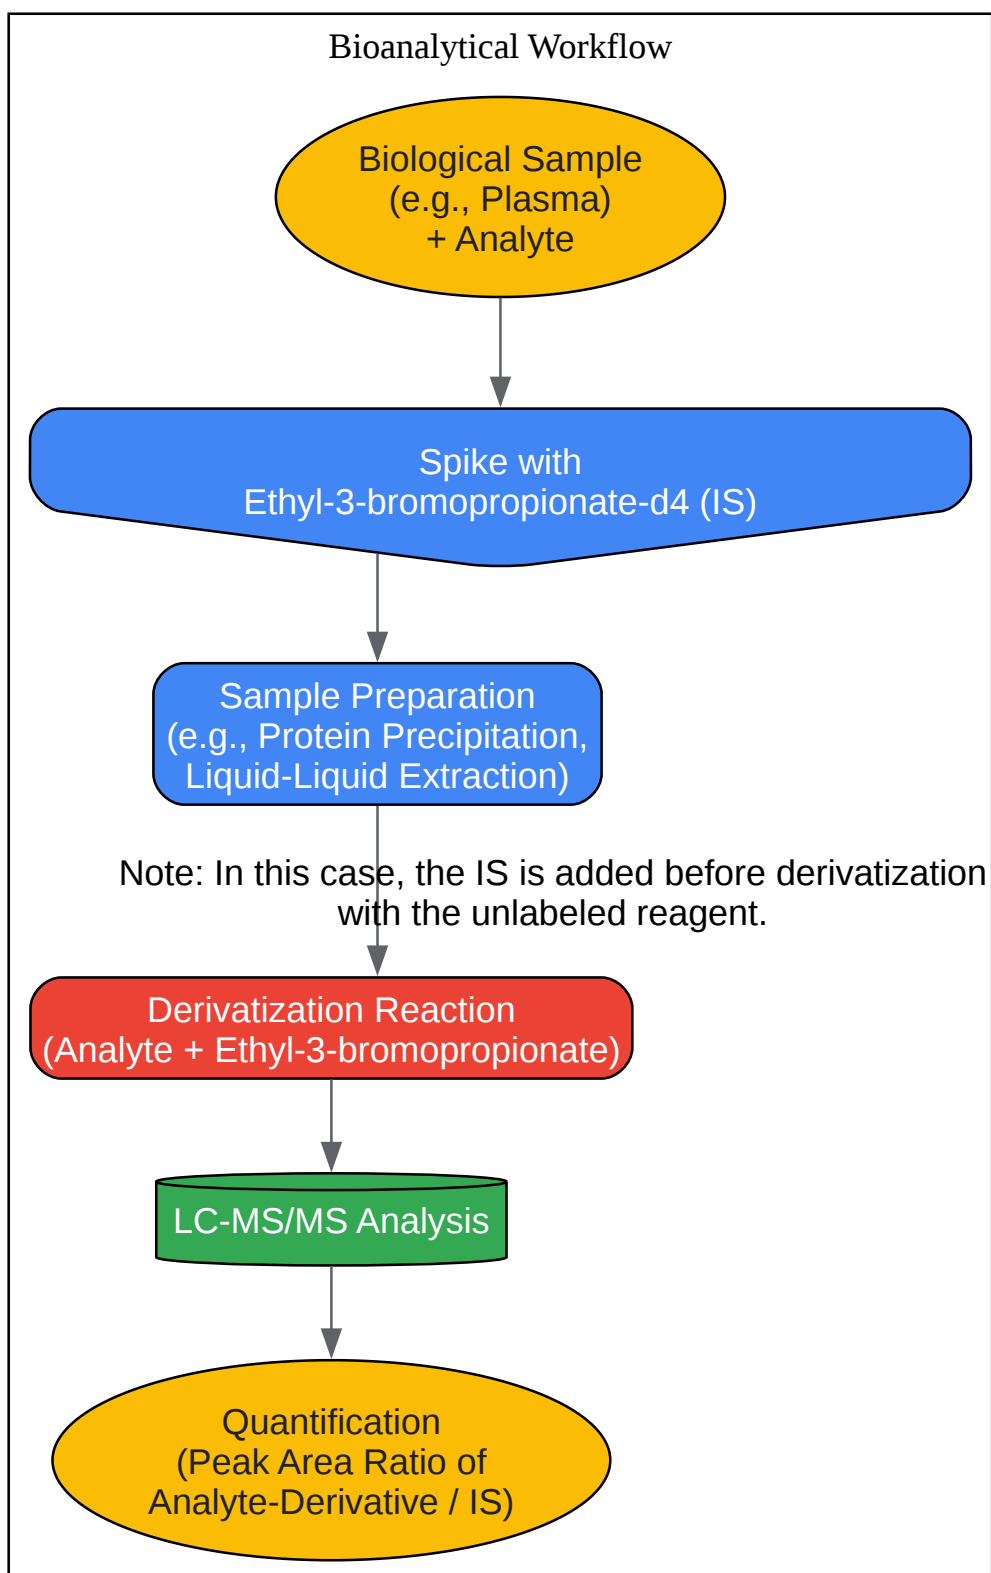 Bioanalytical Workflow
Biological Sample
(e.g., Plasma)
+ Analyte
Spike with
Ethyl-3-bromopropionate-d4 (IS)
Sample Preparation
(e.g., Protein Precipitation,
Liquid-Liquid Extraction)
Note: In this case, the IS is added before derivatization
with the unlabeled reagent.
Derivatization Reaction
(Analyte + Ethyl-3-bromopropionate)
LC-MS/MS Analysis
Quantification
(Peak Area Ratio of
Analyte-Derivative / IS)